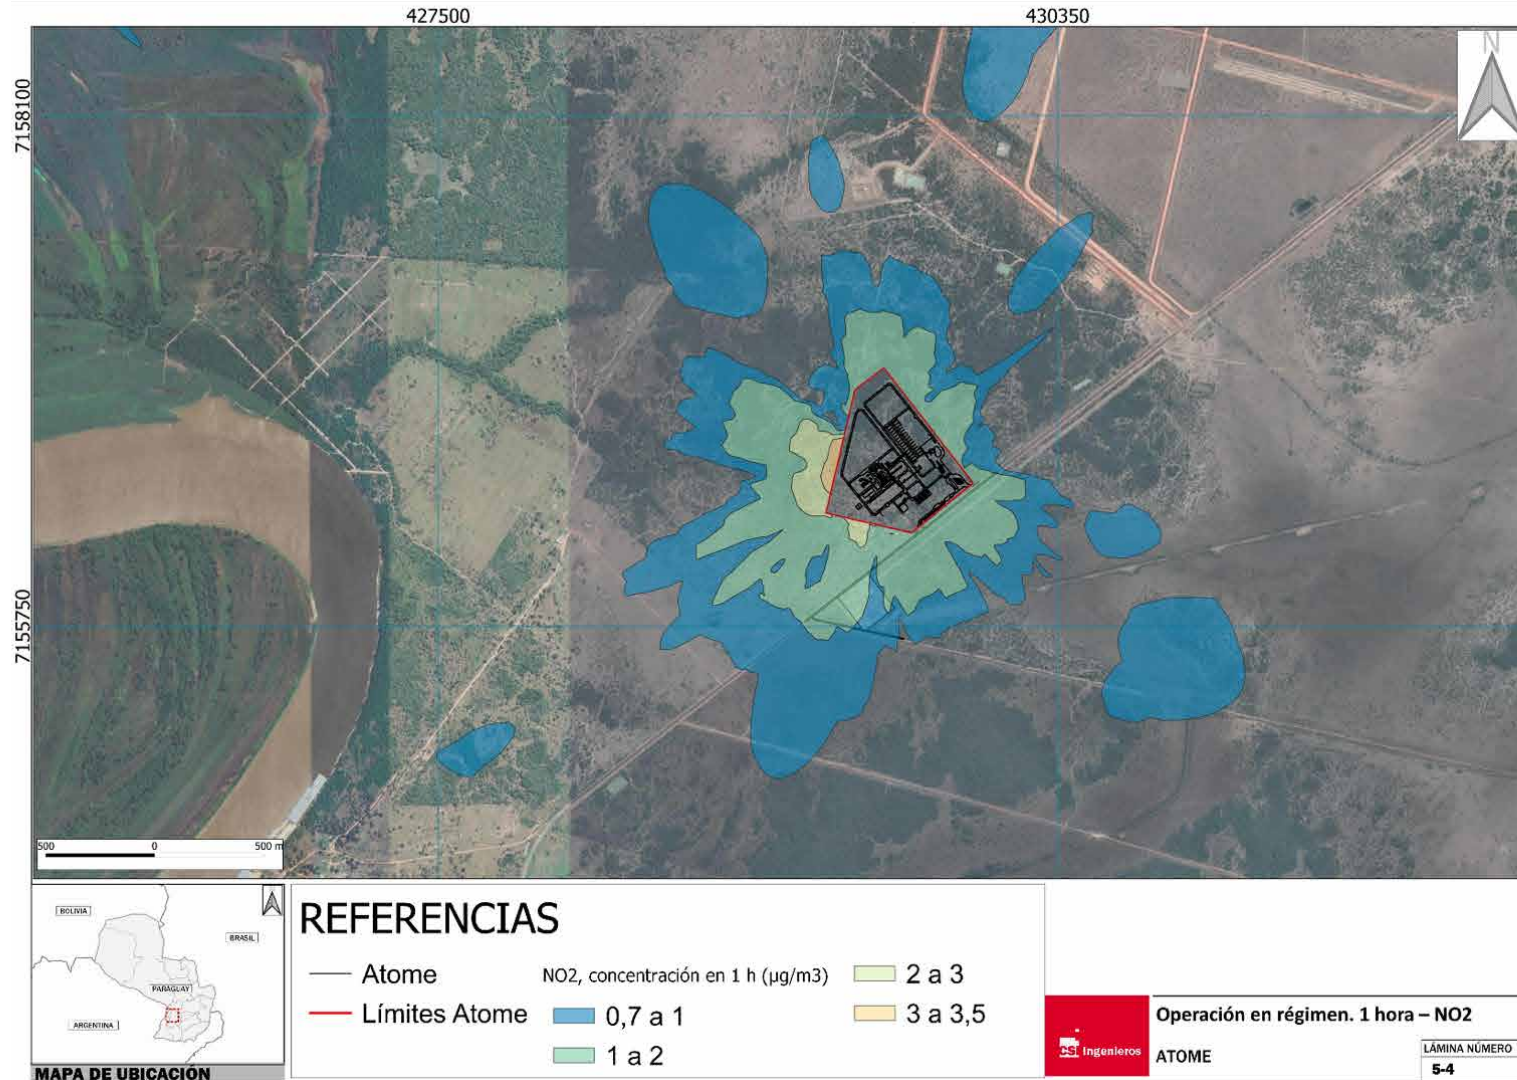 427500
430350
7158100
7155750
N
500
0
500 m
BOLIVIA
BRASIL
PARAGUAY
ARGENTINA
MAPA DE UBICACIÓN
REFERENCIAS
Atome
Límites Atome
NO2, concentración en 1 h (µg/m3)
0,7 a 1
1 a 2
2 a 3
3 a 3,5
CSI Ingenieros
Operación en régimen. 1 hora – NO2
ATOME
LÁMINA NÚMERO
5-4